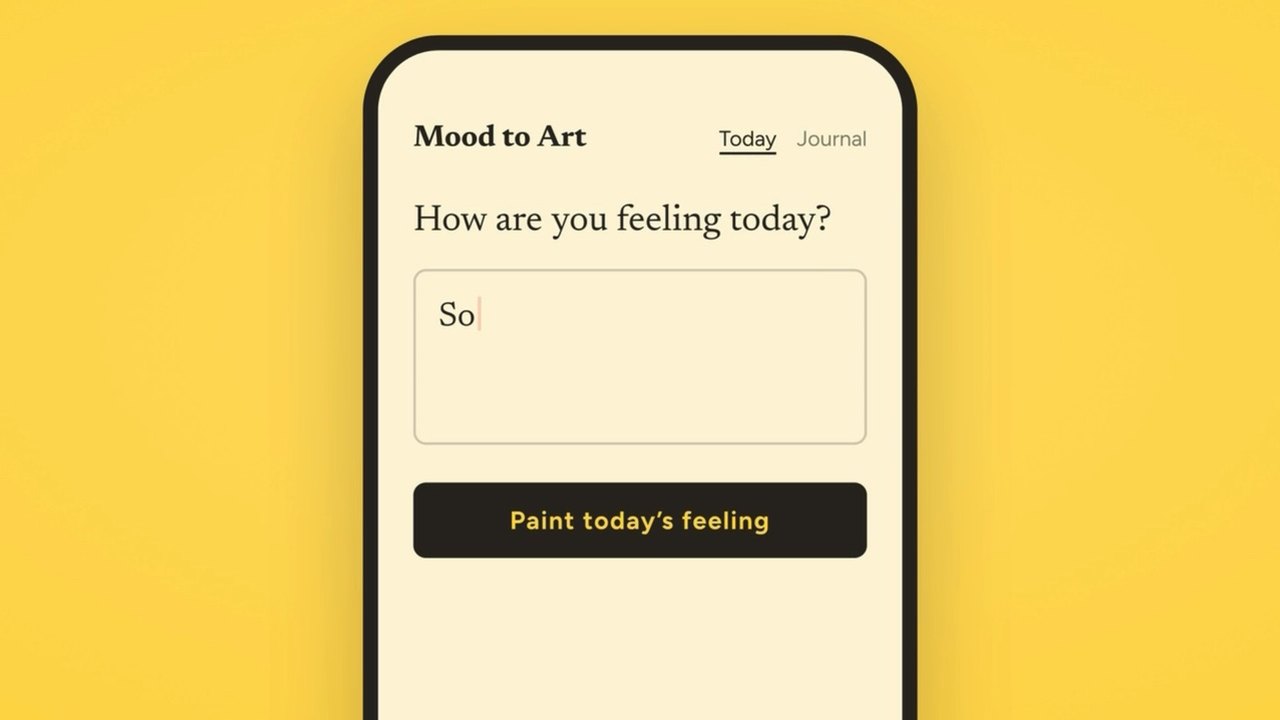 Mood to Art
Today Journal
How are you feeling today?
So
Paint today’s feeling